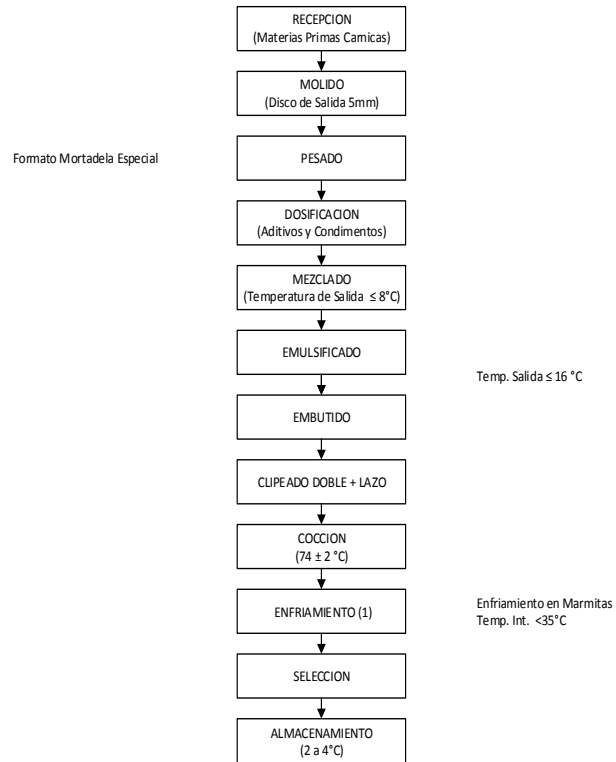 RECEPCION
(Materias Primas Carnicas)
MOLIDO
(Disco de Salida 5mm)
Formato Mortadela Especial
PESADO
DOSIFICACION
(Aditivos y Condimentos)
MEZCLADO
(Temperatura de Salida ≤ 8°C)
EMULSIFICADO
Temp. Salida ≤ 16 °C
EMBUTIDO
CLIPEADO DOBLE + LAZO
COCCION
(74 ± 2 °C)
ENFRIAMIENTO (1)
Enfriamiento en Marmitas
Temp. Int. <35°C
SELECCION
ALMACENAMIENTO
(2 a 4°C)